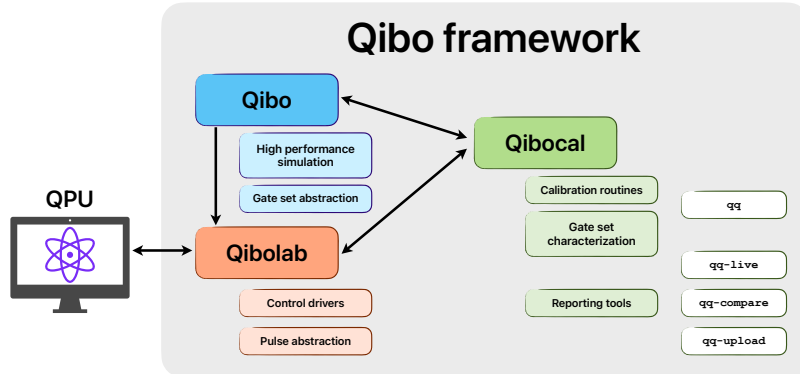 Qibo framework
Qibo
High performance
simulation
Gate set abstraction
Qibocal
Calibration routines
Gate set
characterization
Reporting tools
qq
qq-live
qq-compare
qq-upload
QPU
Qibolab
Control drivers
Pulse abstraction